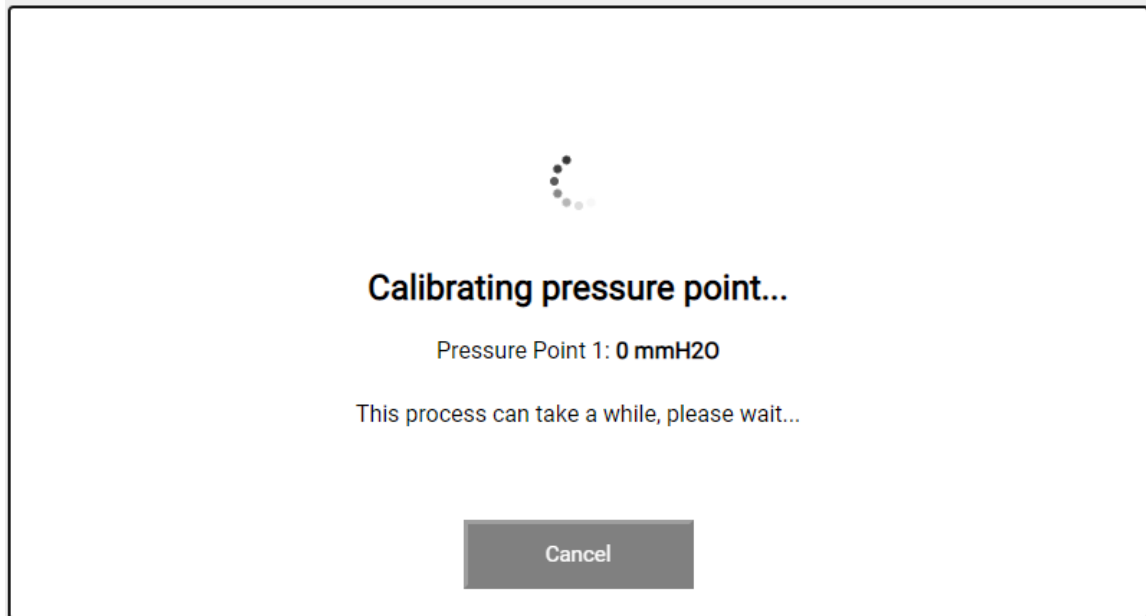 Calibrating pressure point...
Pressure Point 1: 0 mmH2O
This process can take a while, please wait...
Cancel